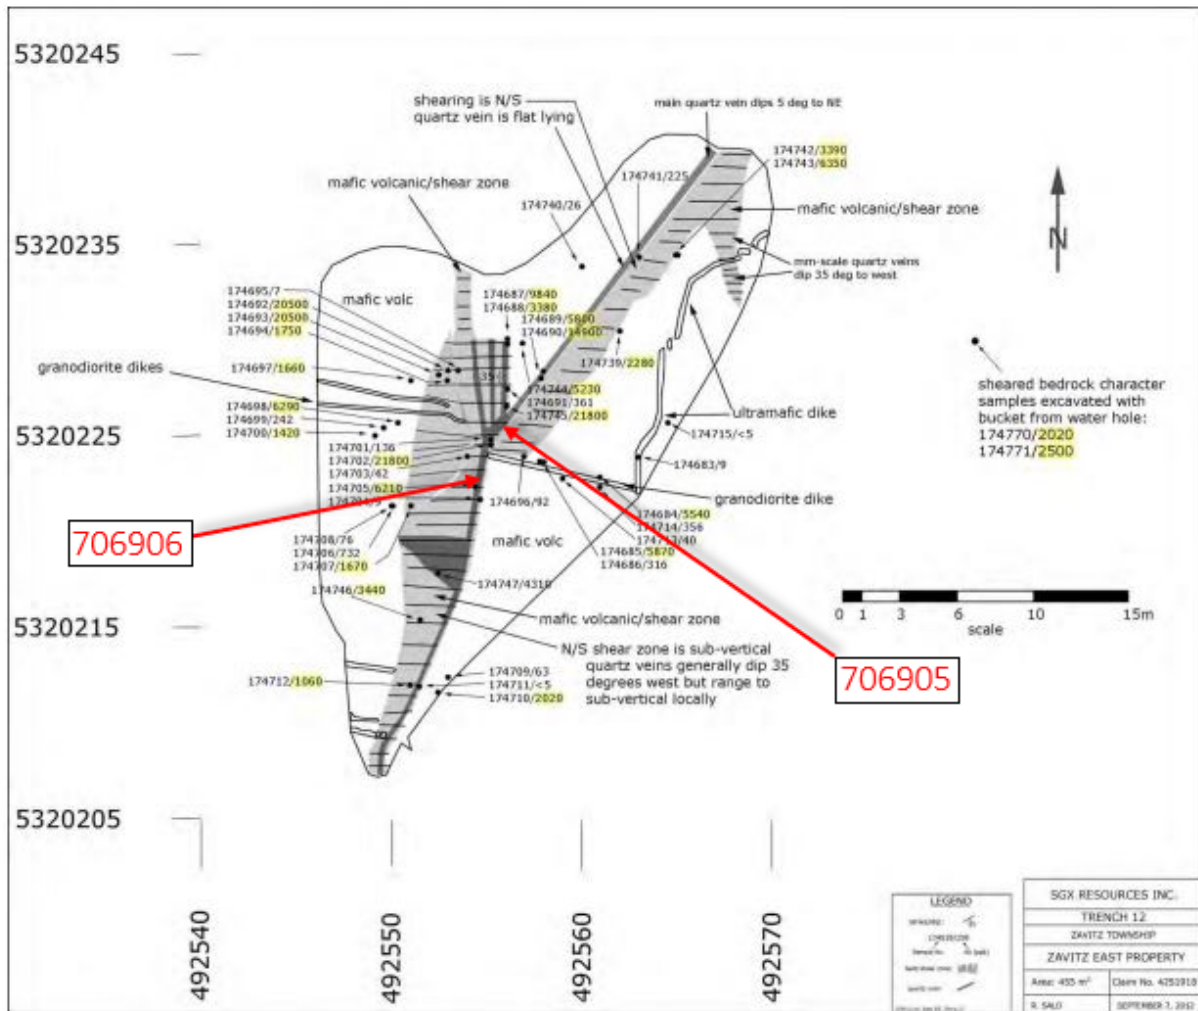 5320245
shearing is N/S
quartz vein is flat lying
main quartz vein dips 5 deg to NE
174742/3390
174743/6350
174741/225
mafic volcanic/shear zone
174740/26
mafic volcanic/shear zone
N
5320235
mm-scale quartz veins
dip 35 deg to west
174695/7
174692/20500
174693/20500
174694/1750
mafic volc
174687/9840
174688/3380
174689/5800
174690/14900
174739/2280
174697/1660
granodiorite dikes
35
174744/5230
174691/361
174745/21800
sheared bedrock character
samples excavated with
bucket from water hole:
174770/2020
174771/2500
ultramafic dike
174698/6290
174699/242
174700/1420
5320225
174715/<5
174701/136
174702/21800
174703/42
174705/6210
174683/9
174696/92
granodiorite dike
706906
174684/5540
174714/356
174713/40
174685/5870
174686/316
174708/76
174706/732
174707/1670
mafic volc
174747/4310
174746/3440
0 1 3 6 10 15m
scale
5320215
mafic volcanic/shear zone
N/S shear zone is sub-vertical
quartz veins generally dip 35
degrees west but range to
sub-vertical locally
706905
174709/63
174711/<5
174710/2020
174712/1060
5320205
492540
492550
492560
492570
LEGEND
SGX RESOURCES INC.
TRENCH 12
ZAVITZ TOWNSHIP
ZAVITZ EAST PROPERTY
Area: 455 m²
Claim No. 4251918
R. SALO
SEPTEMBER 7, 2012